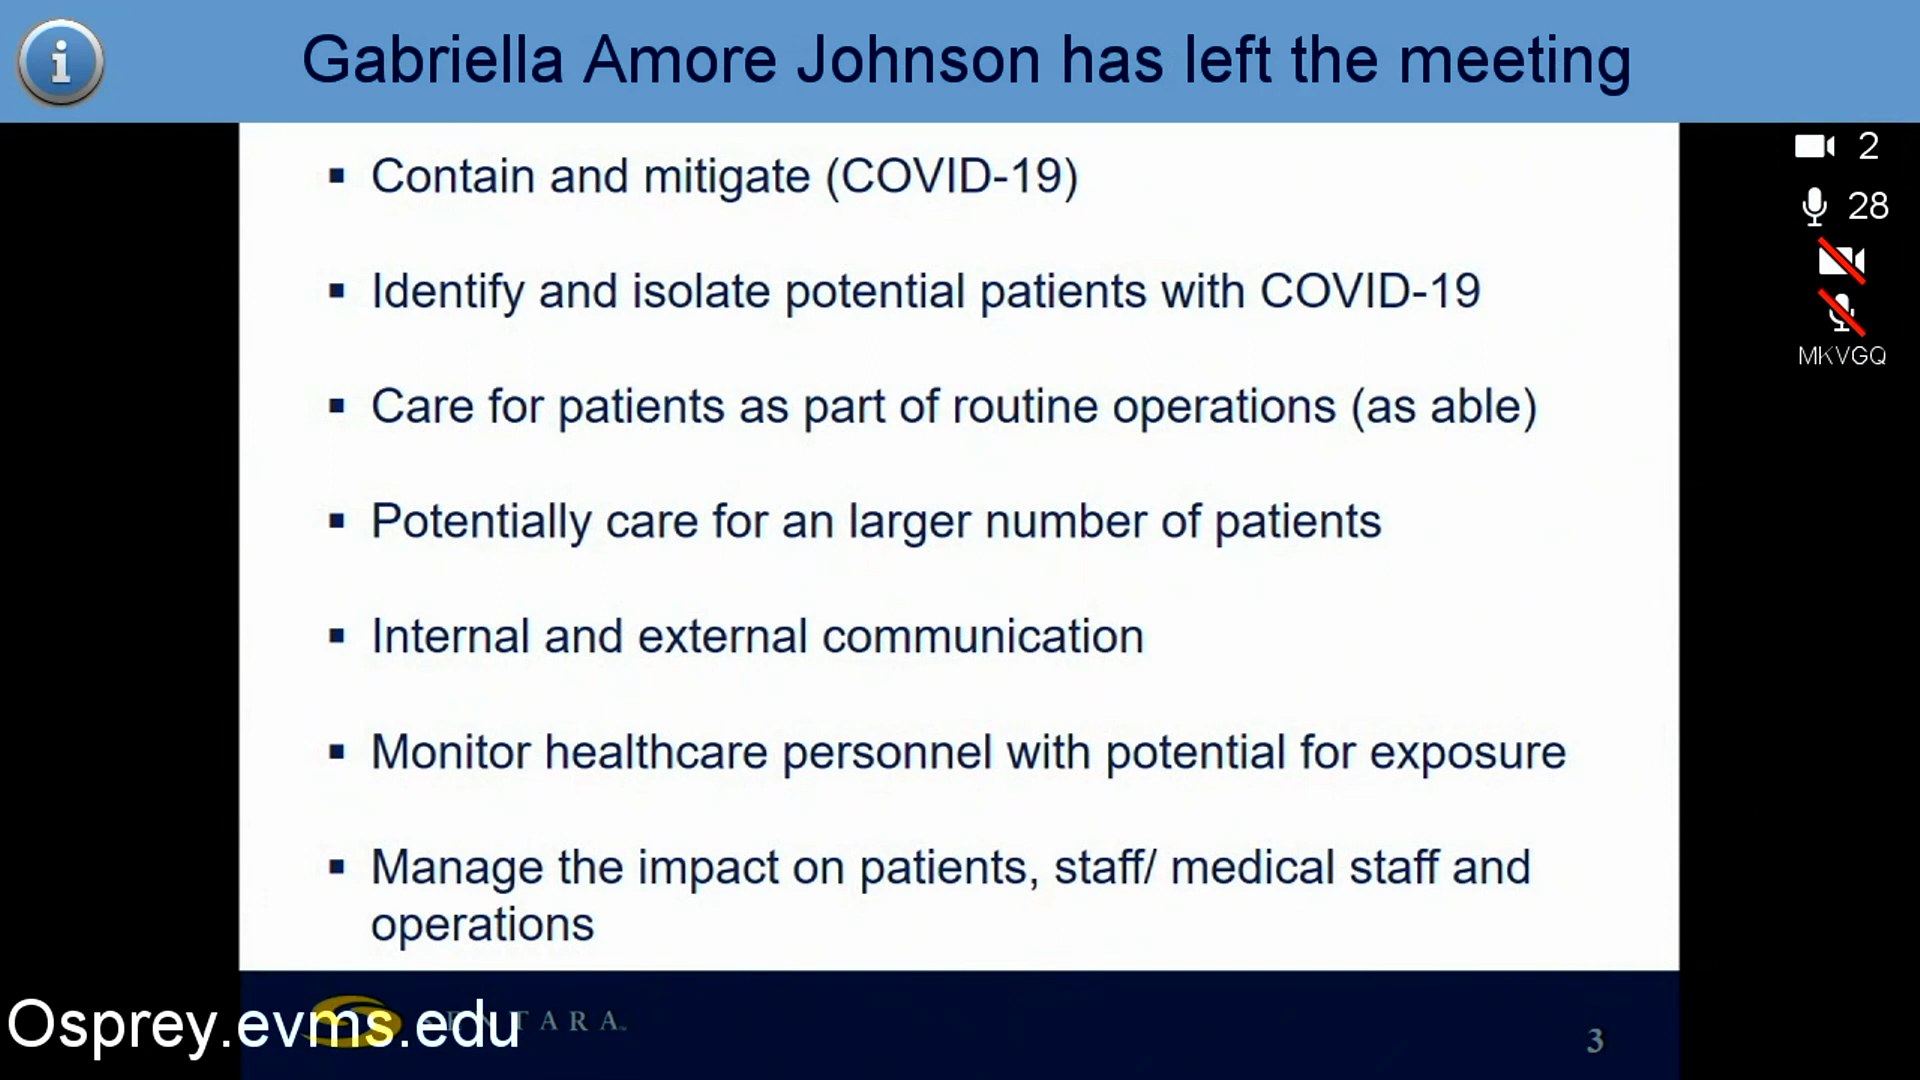 Gabriella Amore Johnson has left the meeting
2
28
MKVGQ
▪ Contain and mitigate (COVID-19)
▪ Identify and isolate potential patients with COVID-19
▪ Care for patients as part of routine operations (as able)
▪ Potentially care for an larger number of patients
▪ Internal and external communication
▪ Monitor healthcare personnel with potential for exposure
▪ Manage the impact on patients, staff/ medical staff and
operations
Osprey.evms.edu
SENTARA
3